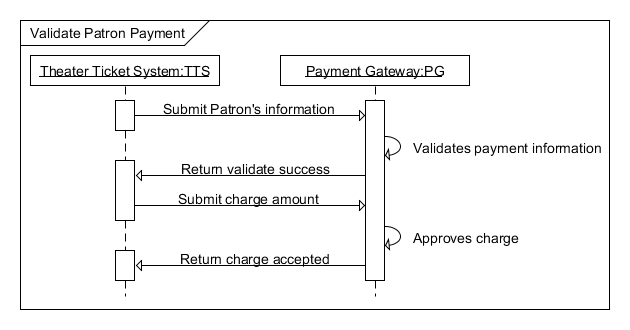 Validate Patron Payment
Theater Ticket System:TTS
Payment Gateway:PG
Submit Patron's information
Validates payment information
Return validate success
Submit charge amount
Approves charge
Return charge accepted